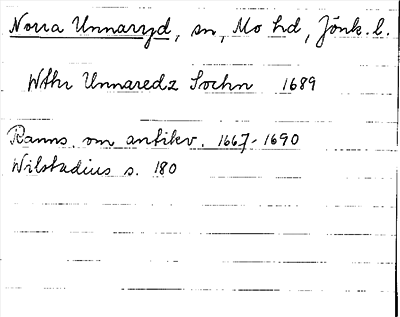 Norra Unnaryd, sn, Mo hd, Jönk. l.
Wthr Unnaredz Sochn 1689
Ranns. om antikv. 1667-1690
Wilstadius s. 180